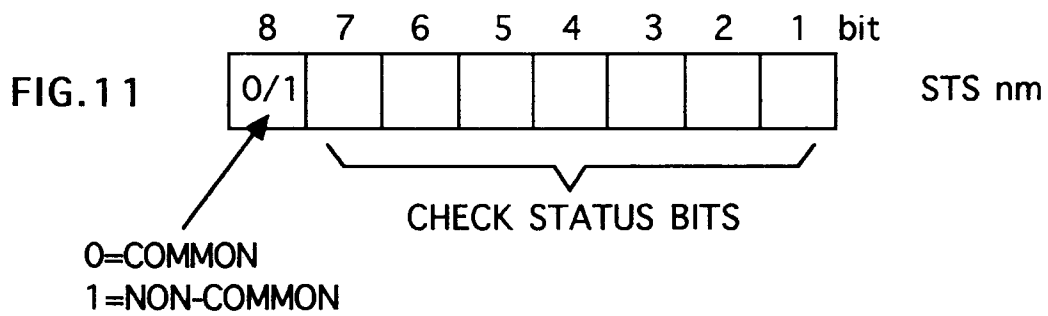 8 7 6 5 4 3 2 1 bit
FIG.11 0/1 STS nm
CHECK STATUS BITS
0=COMMON
1=NON-COMMON